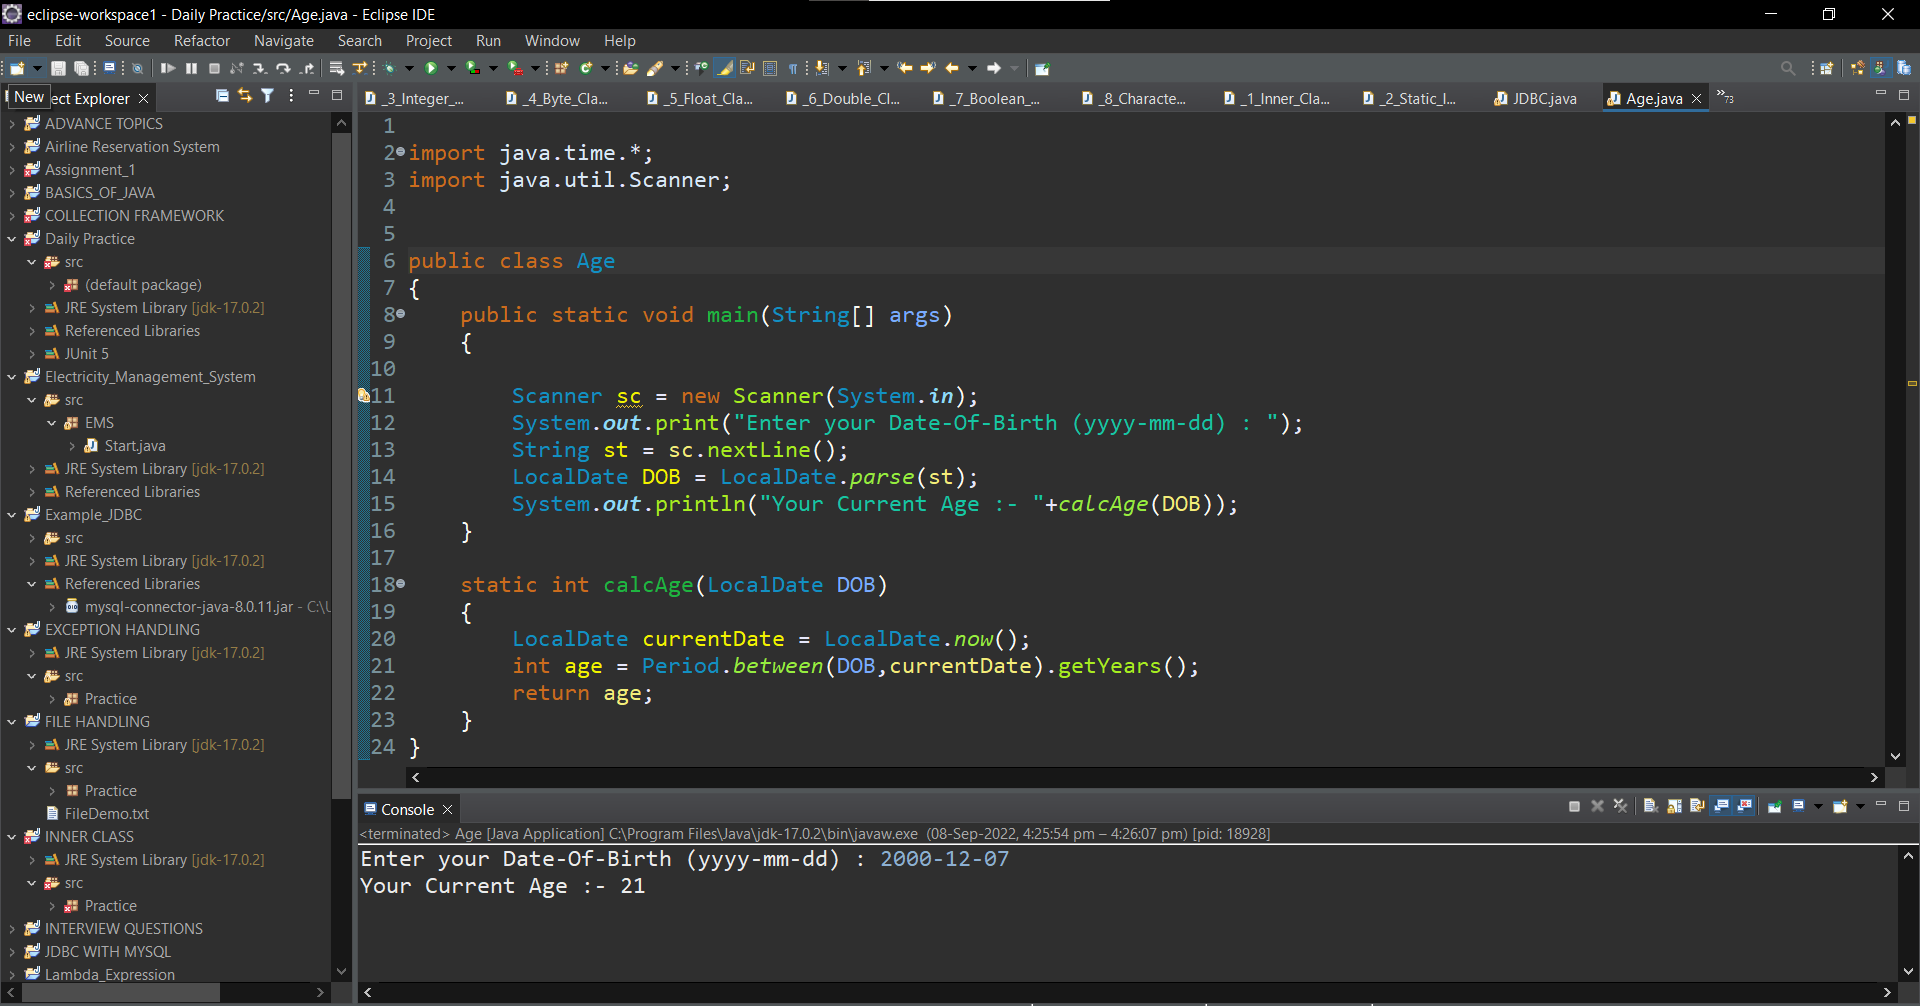 eclipse-workspace1 - Daily Practice/src/Age.java - Eclipse IDE
File Edit Source Refactor Navigate Search Project Run Window Help
New
ect Explorer
ADVANCE TOPICS
Airline Reservation System
Assignment_1
BASICS_OF_JAVA
COLLECTION FRAMEWORK
Daily Practice
src
(default package)
JRE System Library [jdk-17.0.2]
Referenced Libraries
JUnit 5
Electricity_Management_System
src
EMS
Start.java
JRE System Library [jdk-17.0.2]
Referenced Libraries
Example_JDBC
src
JRE System Library [jdk-17.0.2]
Referenced Libraries
mysql-connector-java-8.0.11.jar - C:\U
EXCEPTION HANDLING
JRE System Library [jdk-17.0.2]
src
Practice
FILE HANDLING
JRE System Library [jdk-17.0.2]
src
Practice
FileDemo.txt
INNER CLASS
JRE System Library [jdk-17.0.2]
src
Practice
INTERVIEW QUESTIONS
JDBC WITH MYSQL
Lambda_Expression
_3_Integer_... _4_Byte_Cla... _5_Float_Cla... _6_Double_Cl... _7_Boolean_... _8_Characte... _1_Inner_Cla... _2_Static_I... JDBC.java Age.java »73
1
2 import java.time.*;
3 import java.util.Scanner;
4
5
6 public class Age
7 {
8 public static void main(String[] args)
9 {
10
11 Scanner sc = new Scanner(System.in);
12 System.out.print("Enter your Date-Of-Birth (yyyy-mm-dd) : ");
13 String st = sc.nextLine();
14 LocalDate DOB = LocalDate.parse(st);
15 System.out.println("Your Current Age :- "+calcAge(DOB));
16 }
17
18 static int calcAge(LocalDate DOB)
19 {
20 LocalDate currentDate = LocalDate.now();
21 int age = Period.between(DOB,currentDate).getYears();
22 return age;
23 }
24 }
Console
<terminated> Age [Java Application] C:\Program Files\Java\jdk-17.0.2\bin\javaw.exe (08-Sep-2022, 4:25:54 pm – 4:26:07 pm) [pid: 18928]
Enter your Date-Of-Birth (yyyy-mm-dd) : 2000-12-07
Your Current Age :- 21